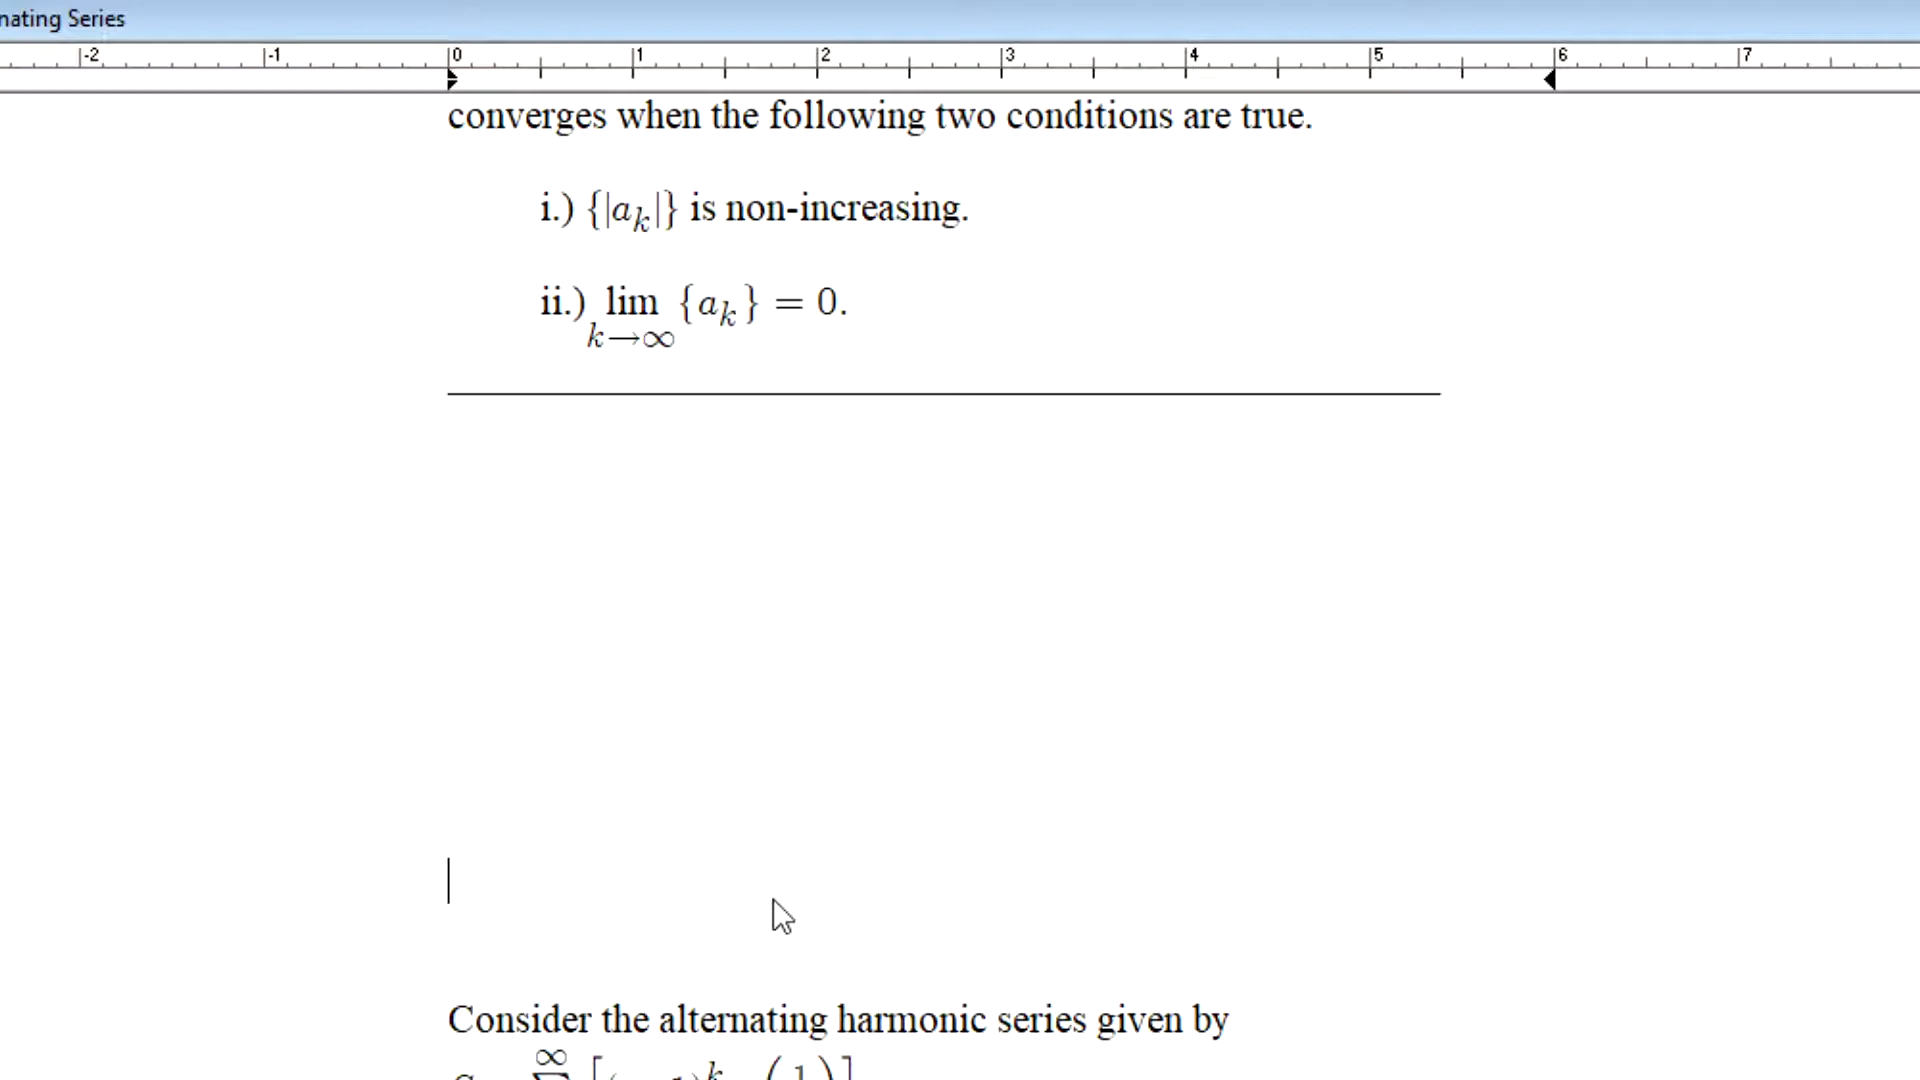 nating Series
-2 -1 0 1 2 3 4 5 6 7
converges when the following two conditions are true.
i.) {|a_k|} is non-increasing.
ii.) lim {a_k} = 0.
k→∞
Consider the alternating harmonic series given by
∞